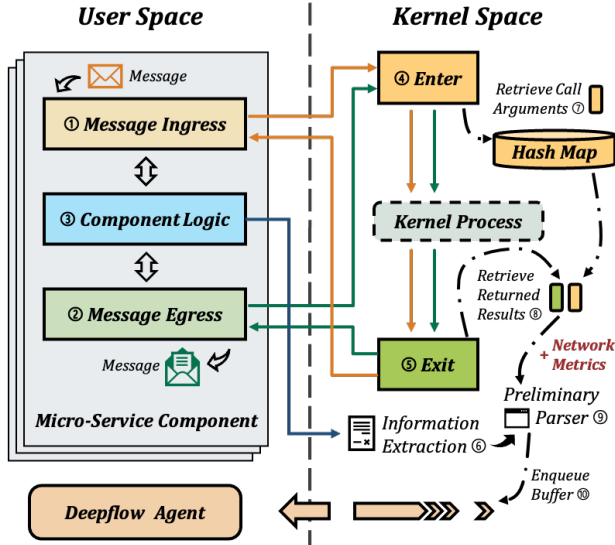 User Space
Kernel Space
Message
④ Enter
Retrieve Call
Arguments ⑦
① Message Ingress
Hash Map
③ Component Logic
Kernel Process
Retrieve
Returned
Results ⑧
② Message Egress
+ Network
Metrics
Message
⑤ Exit
Preliminary
Parser ⑨
Micro-Service Component
Information
Extraction ⑥
Enqueue
Buffer ⑩
Deepflow Agent